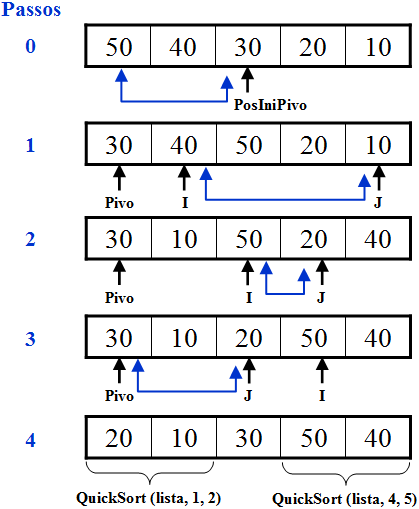 Passos
0 50 40 30 20 10
PosIniPivo
1 30 40 50 20 10
Pivo I J
2 30 10 50 20 40
Pivo I J
3 30 10 20 50 40
Pivo J I
4 20 10 30 50 40
QuickSort (lista, 1, 2) QuickSort (lista, 4, 5)